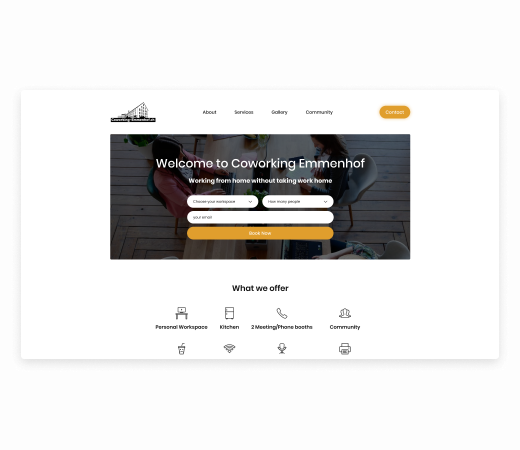 Coworking Emmenhof
About Services Gallery Community Contact
Welcome to Coworking Emmenhof
Working from home without taking work home
Choose your workspace How many people
your email
Book Now
What we offer
Personal Workspace Kitchen 2 Meeting/Phone booths Community